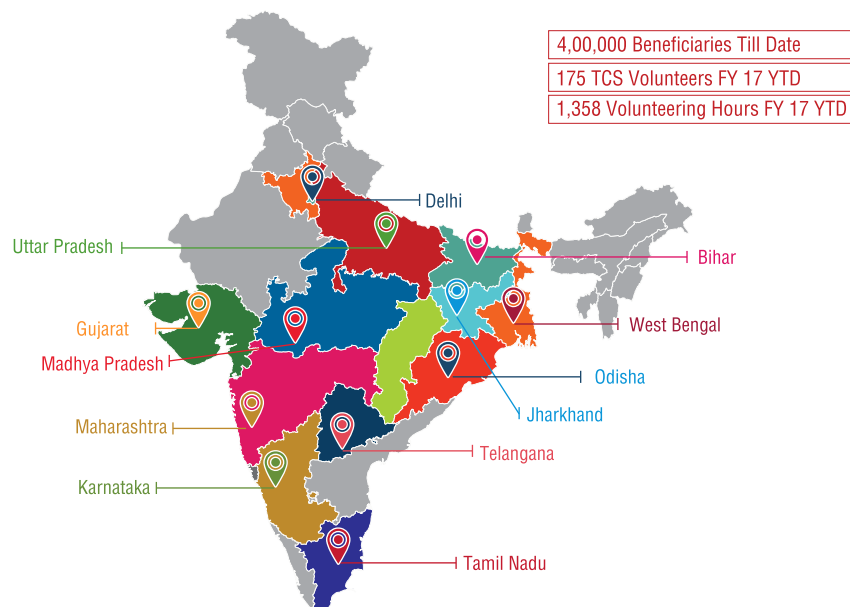 4,00,000 Beneficiaries Till Date
175 TCS Volunteers FY 17 YTD
1,358 Volunteering Hours FY 17 YTD
Delhi
Uttar Pradesh
Bihar
Gujarat
West Bengal
Madhya Pradesh
Odisha
Jharkhand
Maharashtra
Telangana
Karnataka
Tamil Nadu